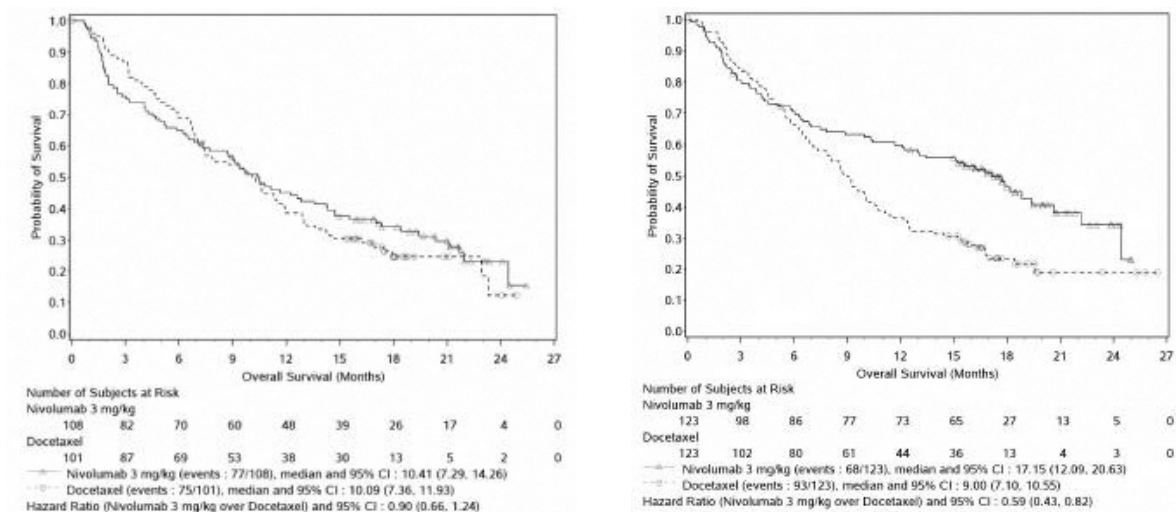 1.0
0.9
0.8
0.7
0.6
0.5
0.4
0.3
0.2
0.1
0.0
Probability of Survival
0 3 6 9 12 15 18 21 24 27
Overall Survival (Months)
Number of Subjects at Risk
Nivolumab 3 mg/kg
108 82 70 60 48 39 26 17 4 0
Docetaxel
101 87 69 53 38 30 13 5 2 0
Nivolumab 3 mg/kg (events : 77/108), median and 95% CI : 10.41 (7.29, 14.26)
Docetaxel (events : 75/101), median and 95% CI : 10.09 (7.36, 11.93)
Hazard Ratio (Nivolumab 3 mg/kg over Docetaxel) and 95% CI : 0.90 (0.66, 1.24)
1.0
0.9
0.8
0.7
0.6
0.5
0.4
0.3
0.2
0.1
0.0
Probability of Survival
0 3 6 9 12 15 18 21 24 27
Overall Survival (Months)
Number of Subjects at Risk
Nivolumab 3 mg/kg
123 98 86 77 73 65 27 13 5 0
Docetaxel
123 102 80 61 44 36 13 4 3 0
Nivolumab 3 mg/kg (events : 68/123), median and 95% CI : 17.15 (12.09, 20.63)
Docetaxel (events : 93/123), median and 95% CI : 9.00 (7.10, 10.55)
Hazard Ratio (Nivolumab 3 mg/kg over Docetaxel) and 95% CI : 0.59 (0.43, 0.82)